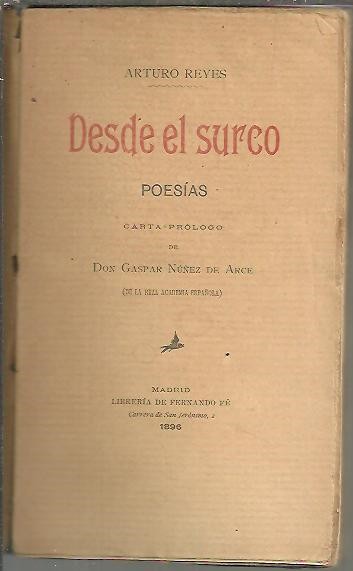 ARTURO REYES
Desde el surco
POESÍAS
CARTA-PRÓLOGO
DE
DON GASPAR NÚÑEZ DE ARCE
(DE LA REAL ACADEMIA ESPAÑOLA)
MADRID
LIBRERÍA DE FERNANDO FÉ
Carrera de San Jerónimo, 2
1896